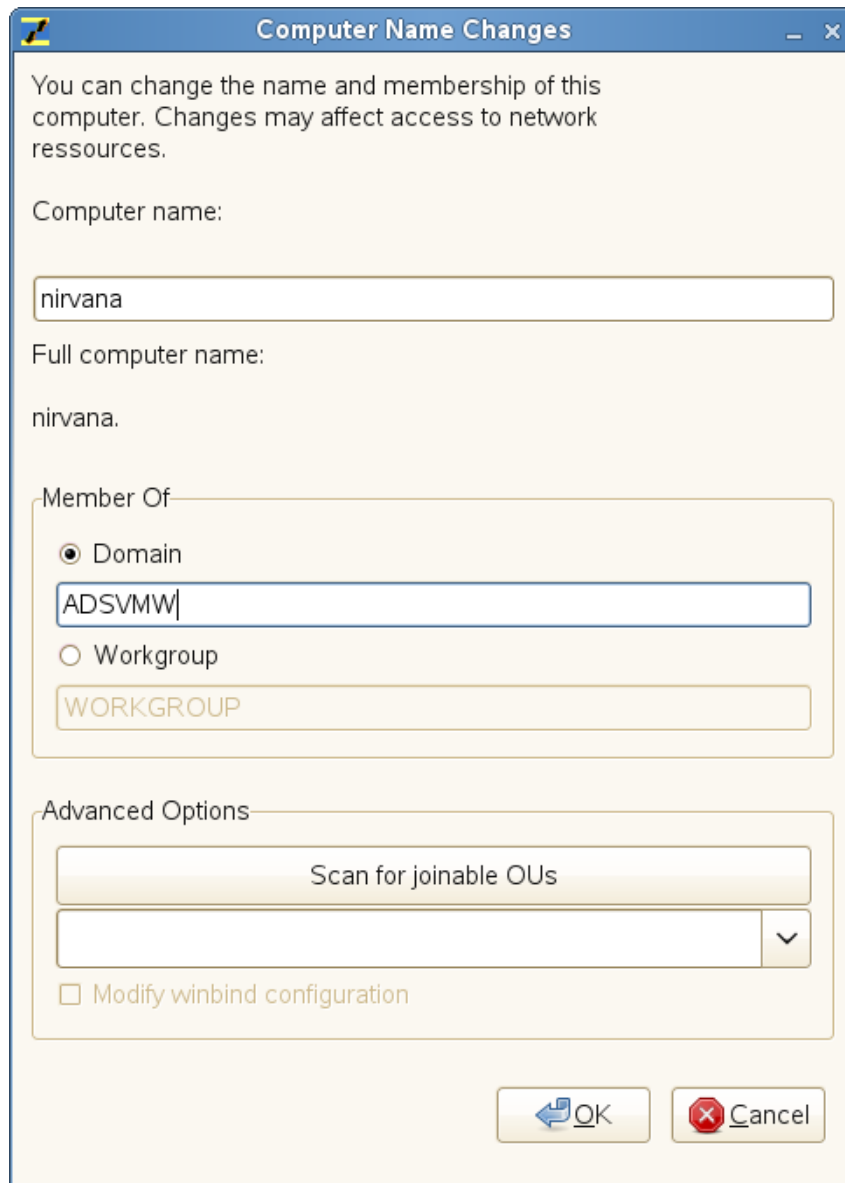 Computer Name Changes
You can change the name and membership of this
computer. Changes may affect access to network
ressources.
Computer name:
nirvana
Full computer name:
nirvana.
Member Of
Domain
ADSVMW
Workgroup
WORKGROUP
Advanced Options
Scan for joinable OUs
Modify winbind configuration
OK
Cancel